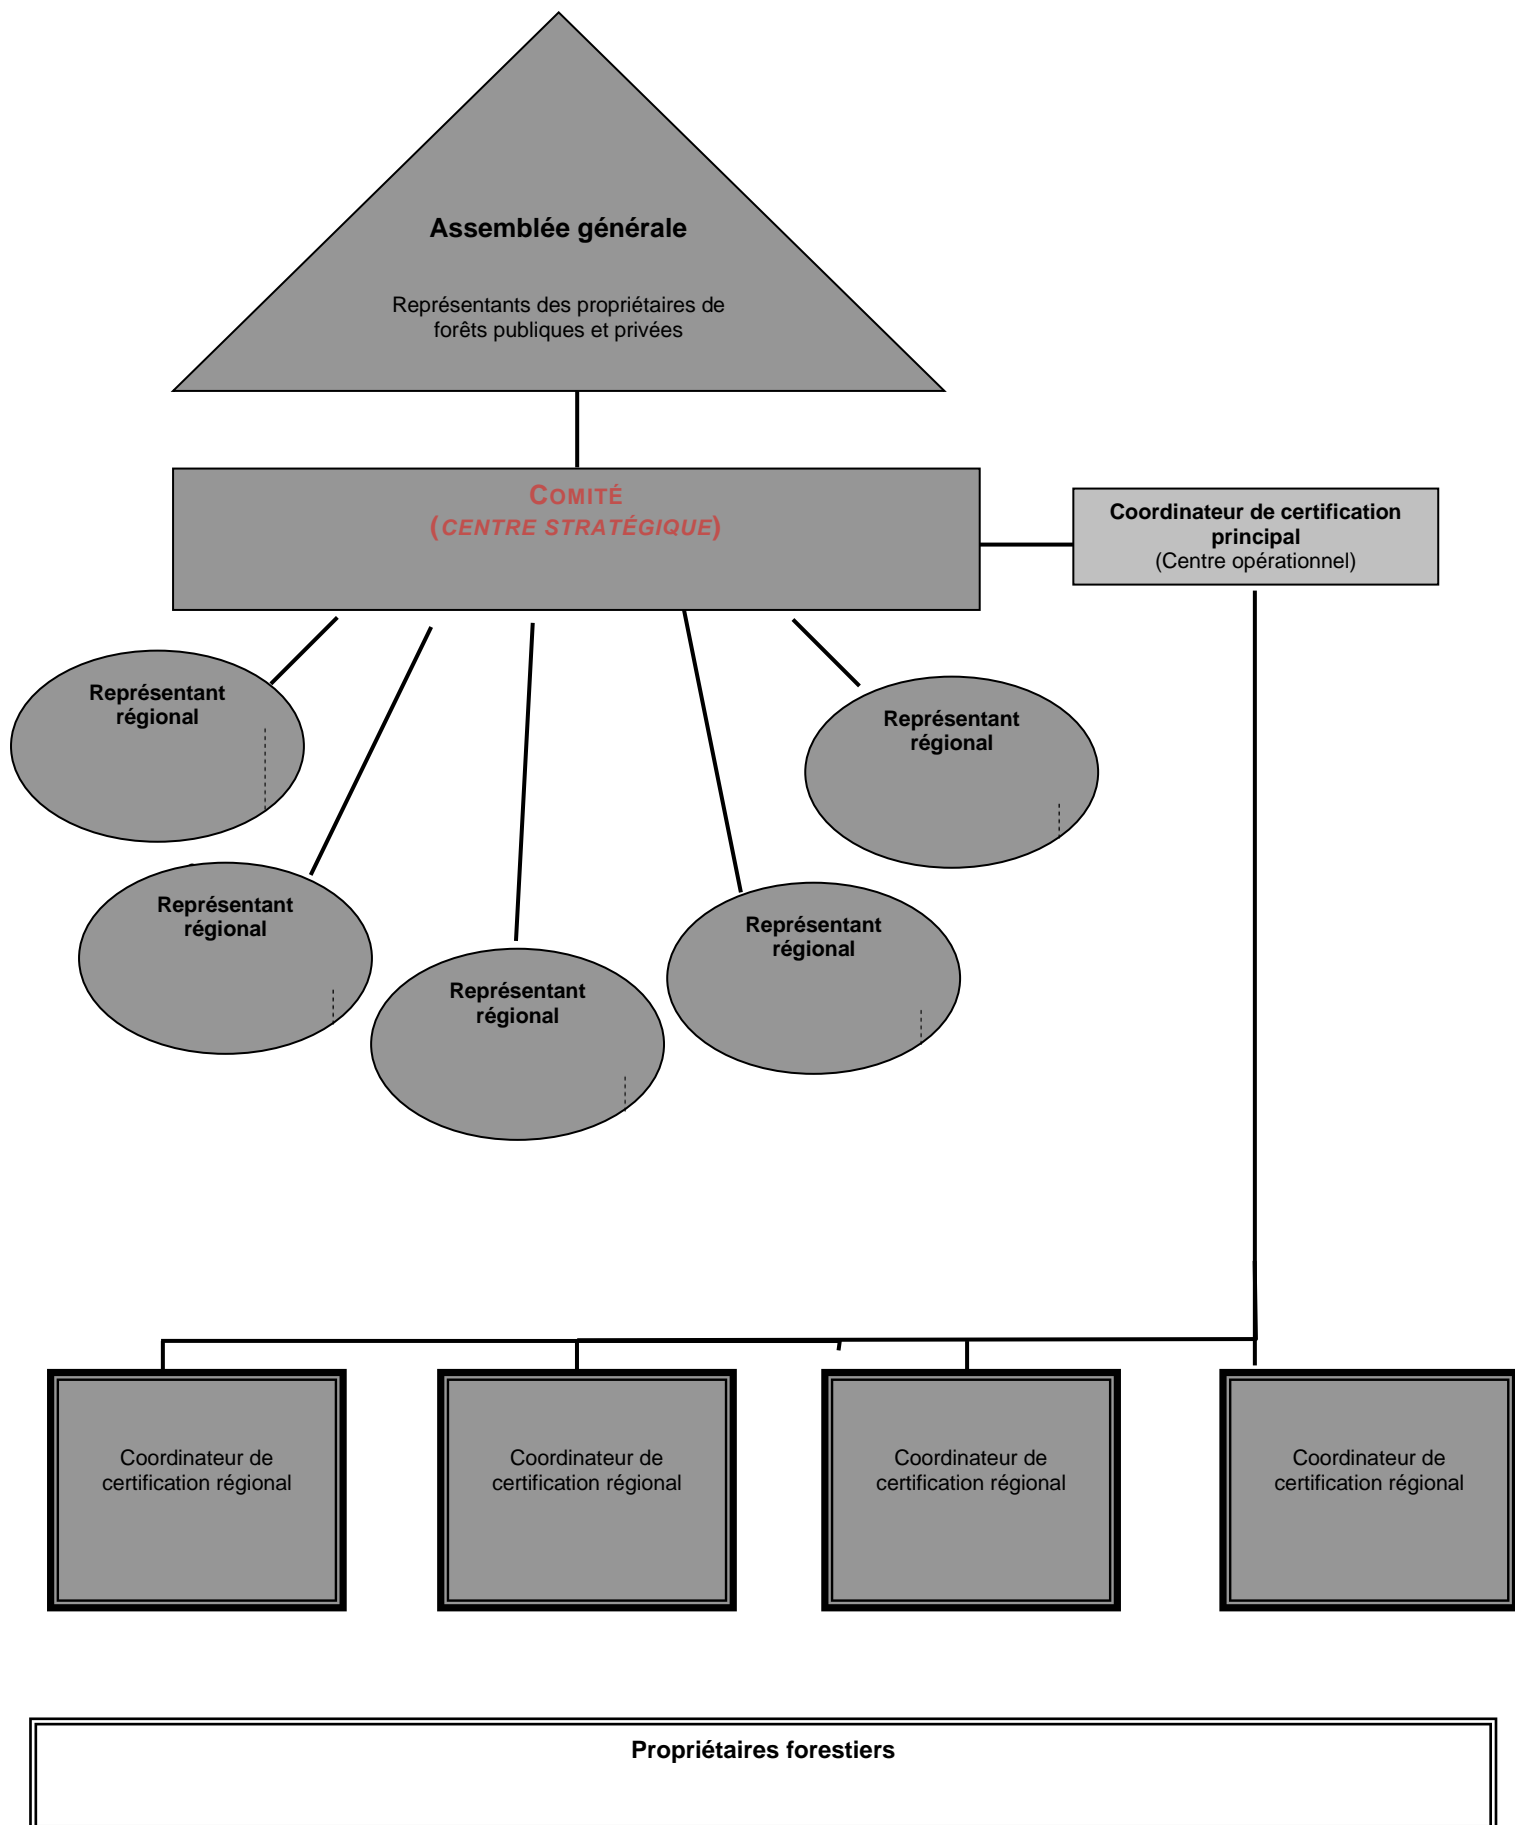 Assemblée générale
Représentants des propriétaires de
forêts publiques et privées
COMITÉ
(CENTRE STRATÉGIQUE)
Coordinateur de certification
principal
(Centre opérationnel)
Représentant
régional
Représentant
régional
Représentant
régional
Représentant
régional
Représentant
régional
Coordinateur de
certification régional
Coordinateur de
certification régional
Coordinateur de
certification régional
Coordinateur de
certification régional
Propriétaires forestiers